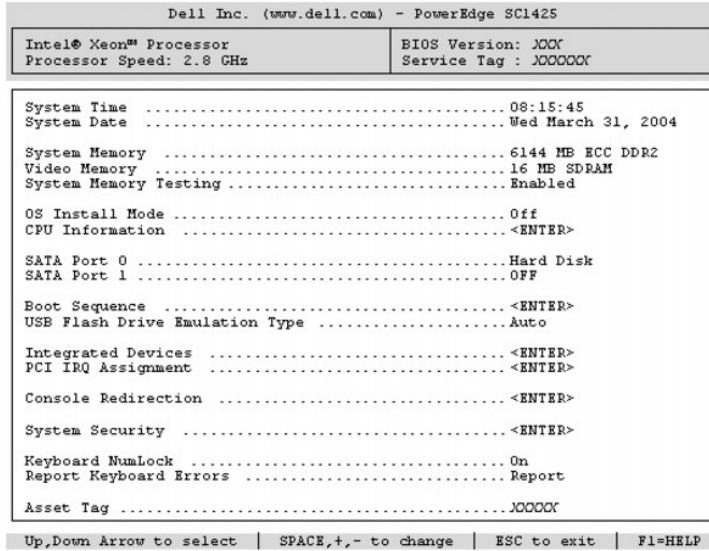 Dell Inc. (www.dell.com) - PowerEdge SC1425
Intel® Xeon™ Processor
Processor Speed: 2.8 GHz
BIOS Version: XXX
Service Tag : XXXXXX
System Time ....................................... 08:15:45
System Date ....................................... Wed March 31, 2004
System Memory ..................................... 6144 MB ECC DDR2
Video Memory ...................................... 16 MB SDRAM
System Memory Testing .............................. Enabled
OS Install Mode .................................... Off
CPU Information ................................... <ENTER>
SATA Port 0 ........................................ Hard Disk
SATA Port 1 ........................................ OFF
Boot Sequence ..................................... <ENTER>
USB Flash Drive Emulation Type .................... Auto
Integrated Devices ................................ <ENTER>
PCI IRQ Assignment ................................ <ENTER>
Console Redirection ............................... <ENTER>
System Security ................................... <ENTER>
Keyboard NumLock .................................. On
Report Keyboard Errors ............................ Report
Asset Tag .......................................... XXXXX
Up,Down Arrow to select | SPACE,+,- to change | ESC to exit | F1=HELP